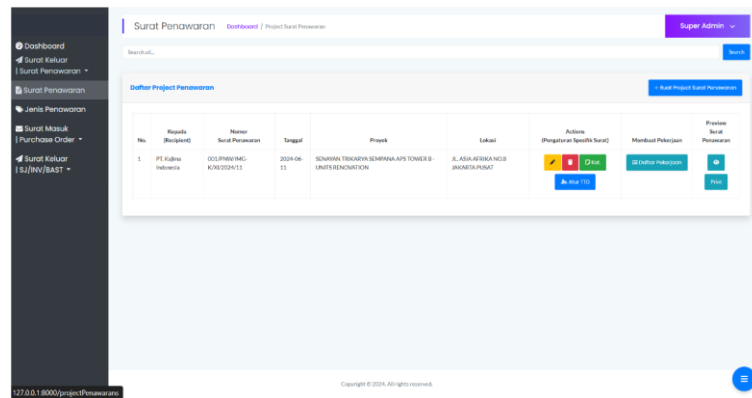 Surat Penawaran Dashboard / Project Surat Penawaran
Super Admin
Dashboard
Surat Keluar
| Surat Penawaran
Surat Penawaran
Jenis Penawaran
Surat Masuk
| Purchase Order
Surat Keluar
| SJ/INV/BAST
Search all...
Search
Daftar Project Penawaran
+ Buat Project Surat Penawaran
No.
Kepada
(Recipient)
Nomor
Surat Penawaran
Tanggal
Proyek
Lokasi
Actions
(Pengaturan Spesifik Surat)
Membuat Pekerjaan
Preview
Surat
Penawaran
1
PT. Kajima
Indonesia
001/PNW/IMG-
K/XI/2024/11
2024-06-
11
SENAYAN TRIKARYA SEMPANA APS TOWER B -
UNITS RENOVATION
JL. ASIA AFRIKA NO.8
JAKARTA PUSAT
Ket
Atur TTD
Daftar Pekerjaan
Print
Copyright © 2024. All rights reserved.
127.0.0.1:8000/projectPenawarans